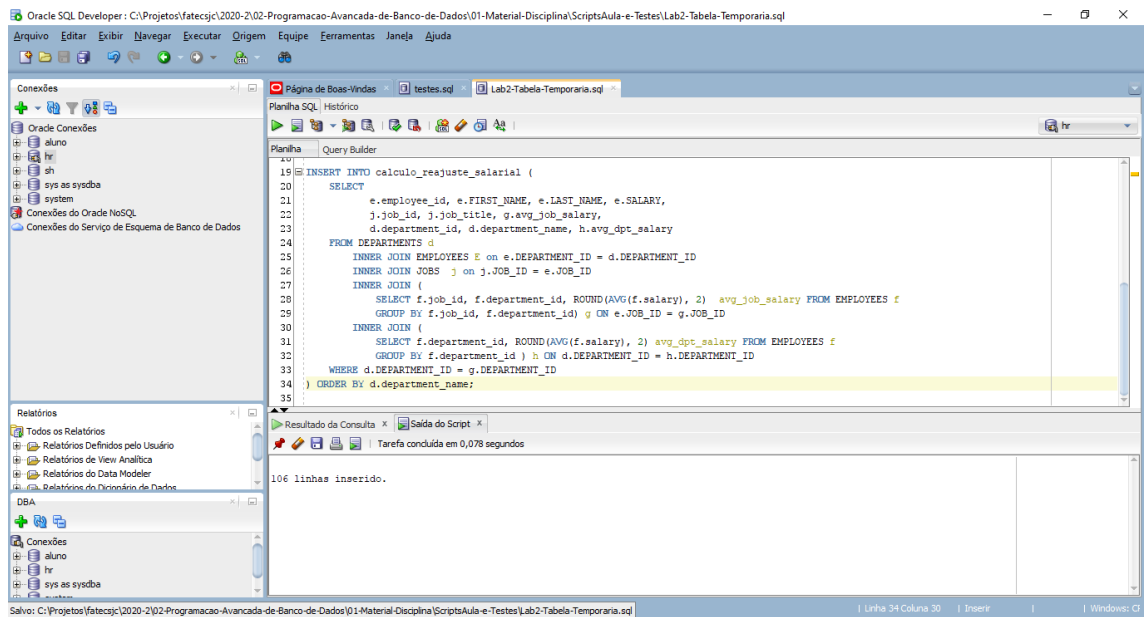 Oracle SQL Developer : C:\Projetos\fatecsjc\2020-2\02-Programacao-Avancada-de-Banco-de-Dados\01-Material-Disciplina\ScriptsAula-e-Testes\Lab2-Tabela-Temporaria.sql
Arquivo Editar Exibir Navegar Executar Origem Equipe Ferramentas Janela Ajuda
Conexões
Oracle Conexões
aluno
hr
sh
sys as sysdba
system
Conexões do Oracle NoSQL
Conexões do Serviço de Esquema de Banco de Dados
Relatórios
Todos os Relatórios
Relatórios Definidos pelo Usuário
Relatórios de View Analítica
Relatórios do Data Modeler
Relatórios do Dicionário de Dados
DBA
Conexões
aluno
hr
sys as sysdba
system
Página de Boas-Vindas testes.sql Lab2-Tabela-Temporaria.sql
Planilha SQL Histórico
hr
Planilha Query Builder
18
19 INSERT INTO calculo_reajuste_salarial (
20 SELECT
21 e.employee_id, e.FIRST_NAME, e.LAST_NAME, e.SALARY,
22 j.job_id, j.job_title, g.avg_job_salary,
23 d.department_id, d.department_name, h.avg_dpt_salary
24 FROM DEPARTMENTS d
25 INNER JOIN EMPLOYEES E on e.DEPARTMENT_ID = d.DEPARTMENT_ID
26 INNER JOIN JOBS j on j.JOB_ID = e.JOB_ID
27 INNER JOIN (
28 SELECT f.job_id, f.department_id, ROUND(AVG(f.salary), 2) avg_job_salary FROM EMPLOYEES f
29 GROUP BY f.job_id, f.department_id) g ON e.JOB_ID = g.JOB_ID
30 INNER JOIN (
31 SELECT f.department_id, ROUND(AVG(f.salary), 2) avg_dpt_salary FROM EMPLOYEES f
32 GROUP BY f.department_id ) h ON d.DEPARTMENT_ID = h.DEPARTMENT_ID
33 WHERE d.DEPARTMENT_ID = g.DEPARTMENT_ID
34 ) ORDER BY d.department_name;
35
Resultado da Consulta x Saída do Script x
Tarefa concluída em 0,078 segundos
106 linhas inserido.
Salvo: C:\Projetos\fatecsjc\2020-2\02-Programacao-Avancada-de-Banco-de-Dados\01-Material-Disciplina\ScriptsAula-e-Testes\Lab2-Tabela-Temporaria.sql
Linha 34 Coluna 30 | Inserir | | Windows: C